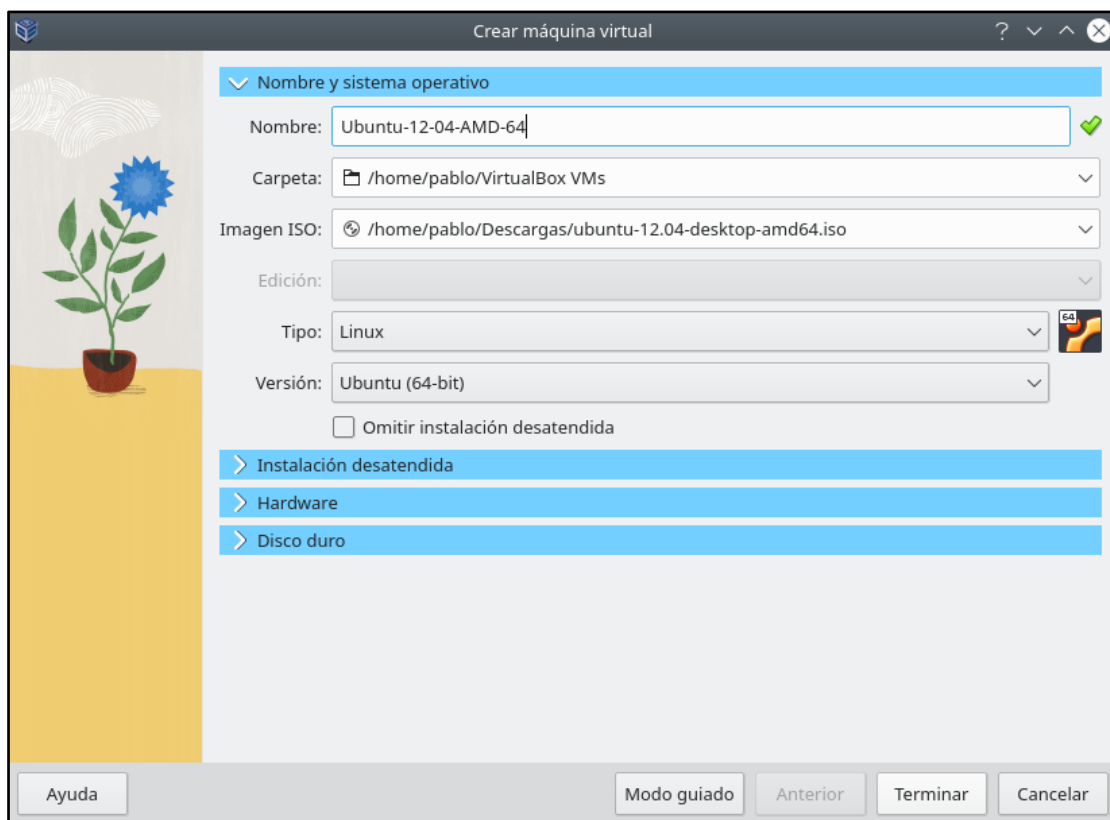 Crear máquina virtual
Nombre y sistema operativo
Nombre: Ubuntu-12-04-AMD-64
Carpeta: /home/pablo/VirtualBox VMs
Imagen ISO: /home/pablo/Descargas/ubuntu-12.04-desktop-amd64.iso
Edición:
Tipo: Linux 64
Versión: Ubuntu (64-bit)
Omitir instalación desatendida
Instalación desatendida
Hardware
Disco duro
Ayuda Modo guiado Anterior Terminar Cancelar